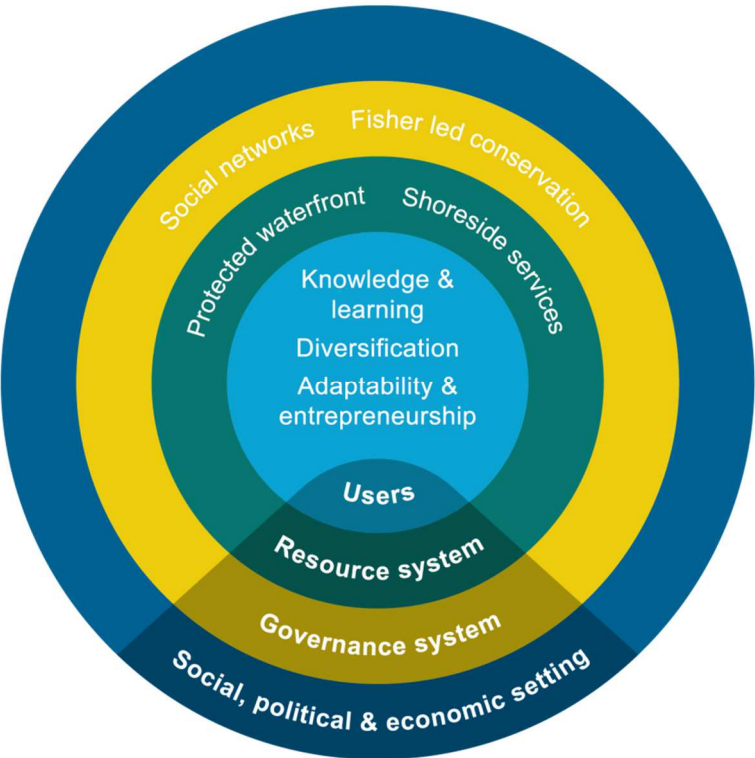 Social networks
Fisher led conservation
Protected waterfront
Shoreside services
Knowledge &
learning
Diversification
Adaptability &
entrepreneurship
Users
Resource system
Governance system
Social, political & economic setting